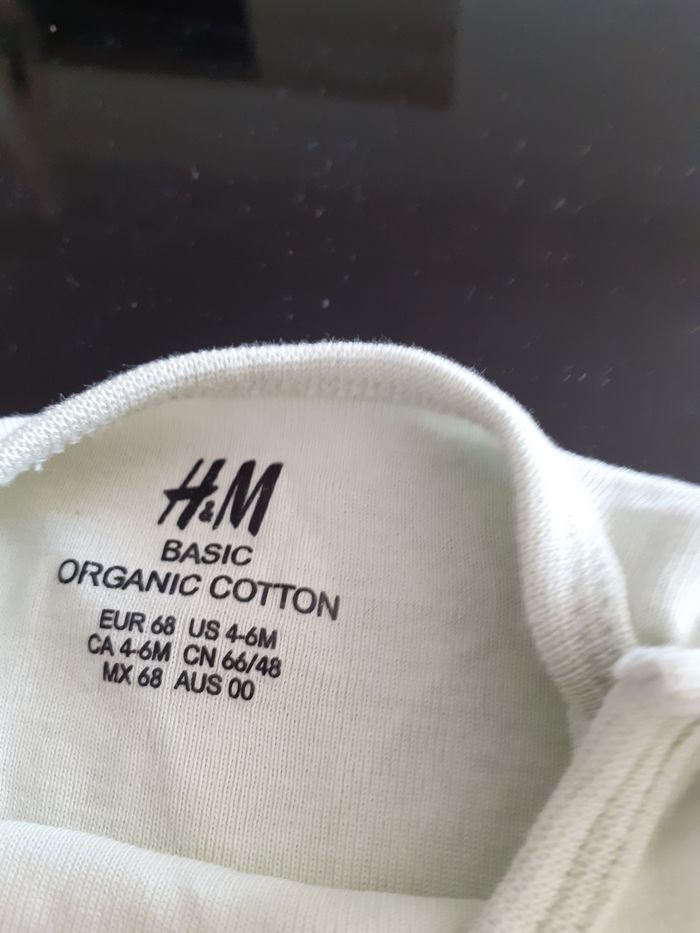 H&M
BASIC
ORGANIC COTTON
EUR 68 US 4-6M
CA 4-6M CN 66/48
MX 68 AUS 00